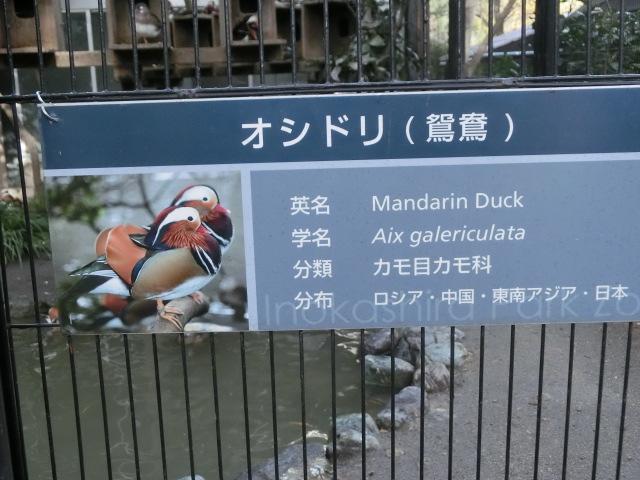 オシドリ ( 鴛鴦 )
英名 Mandarin Duck
学名 Aix galericulata
分類 カモ目カモ科
分布 ロシア・中国・東南アジア・日本
Inokashira Park Zo